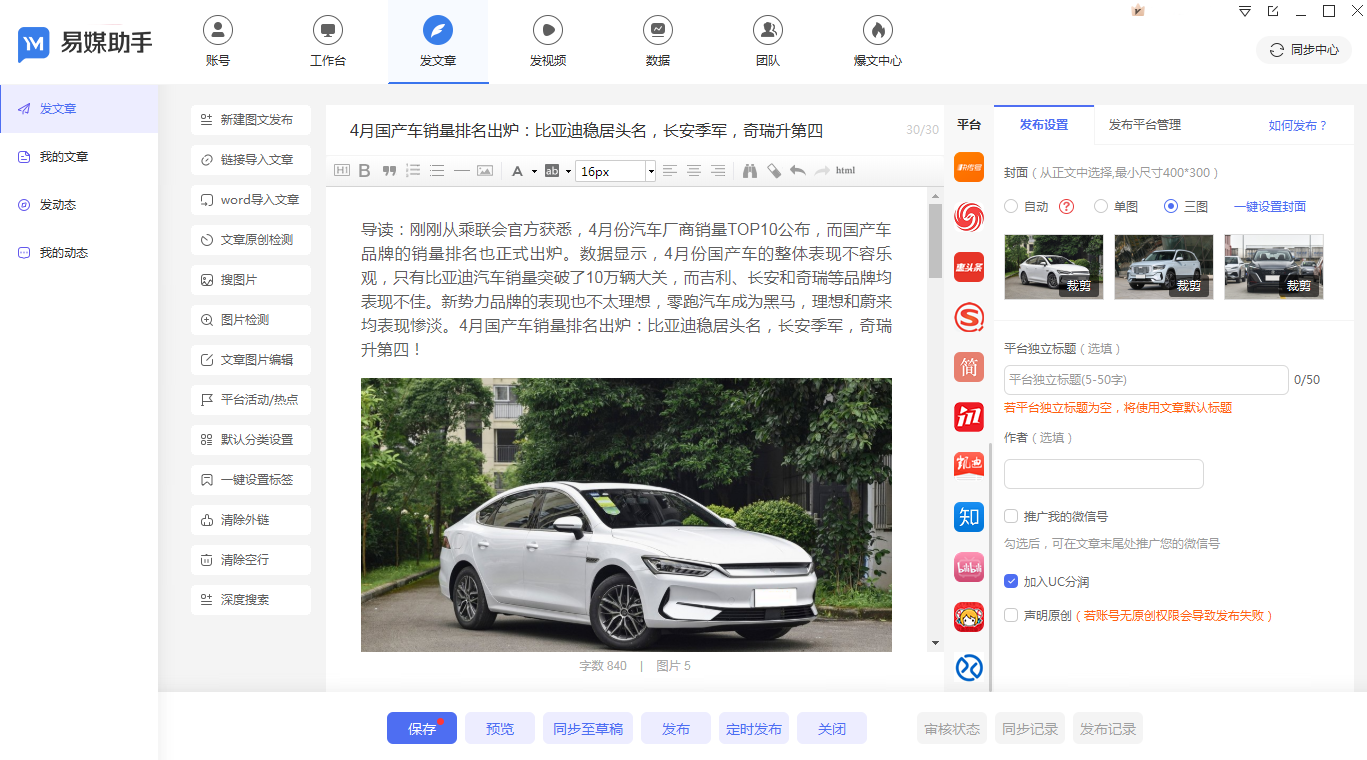 易媒助手
账号
工作台
发文章
发视频
数据
团队
爆文中心
同步中心
发文章
我的文章
发动态
我的动态
新建图文发布
链接导入文章
word导入文章
文章原创检测
搜图片
图片检测
文章图片编辑
平台活动/热点
默认分类设置
一键设置标签
清除外链
清除空行
深度搜索
4月国产车销量排名出炉：比亚迪稳居头名，长安季军，奇瑞升第四
30/30
H1 B A ab 16px html
导读：刚刚从乘联会官方获悉，4月份汽车厂商销量TOP10公布，而国产车
品牌的销量排名也正式出炉。数据显示，4月份国产车的整体表现不容乐
观，只有比亚迪汽车销量突破了10万辆大关，而吉利、长安和奇瑞等品牌均
表现不佳。新势力品牌的表现也不太理想，零跑汽车成为黑马，理想和蔚来
均表现惨淡。4月国产车销量排名出炉：比亚迪稳居头名，长安季军，奇瑞
升第四！
字数 840 | 图片 5
平台
惠头条
简
知
bilibili
发布设置
发布平台管理
如何发布？
封面（从正文中选择,最小尺寸400*300）
自动
单图
三图
一键设置封面
裁剪
裁剪
裁剪
平台独立标题（选填）
平台独立标题(5-50字)
0/50
若平台独立标题为空，将使用文章默认标题
作者（选填）
推广我的微信号
勾选后，可在文章末尾处推广您的微信号
加入UC分润
声明原创（若账号无原创权限会导致发布失败）
保存
预览
同步至草稿
发布
定时发布
关闭
审核状态
同步记录
发布记录